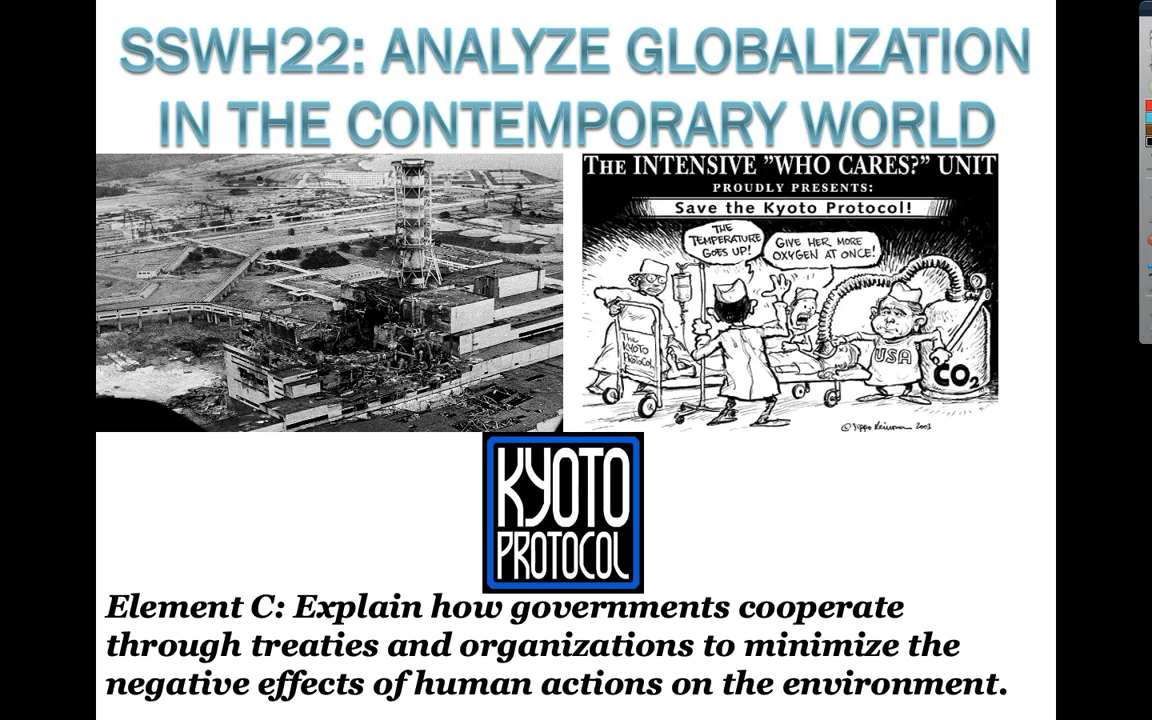 SSWH22: ANALYZE GLOBALIZATION
IN THE CONTEMPORARY WORLD
THE INTENSIVE ”WHO CARES?” UNIT
PROUDLY PRESENTS:
Save the Kyoto Protocol!
THE
TEMPERATURE
GOES UP!
GIVE HER MORE
OXYGEN AT ONCE!
The
KYOTO
PROTOCOL
USA
CO₂
2001
KYOTO
PROTOCOL
Element C: Explain how governments cooperate
through treaties and organizations to minimize the
negative effects of human actions on the environment.